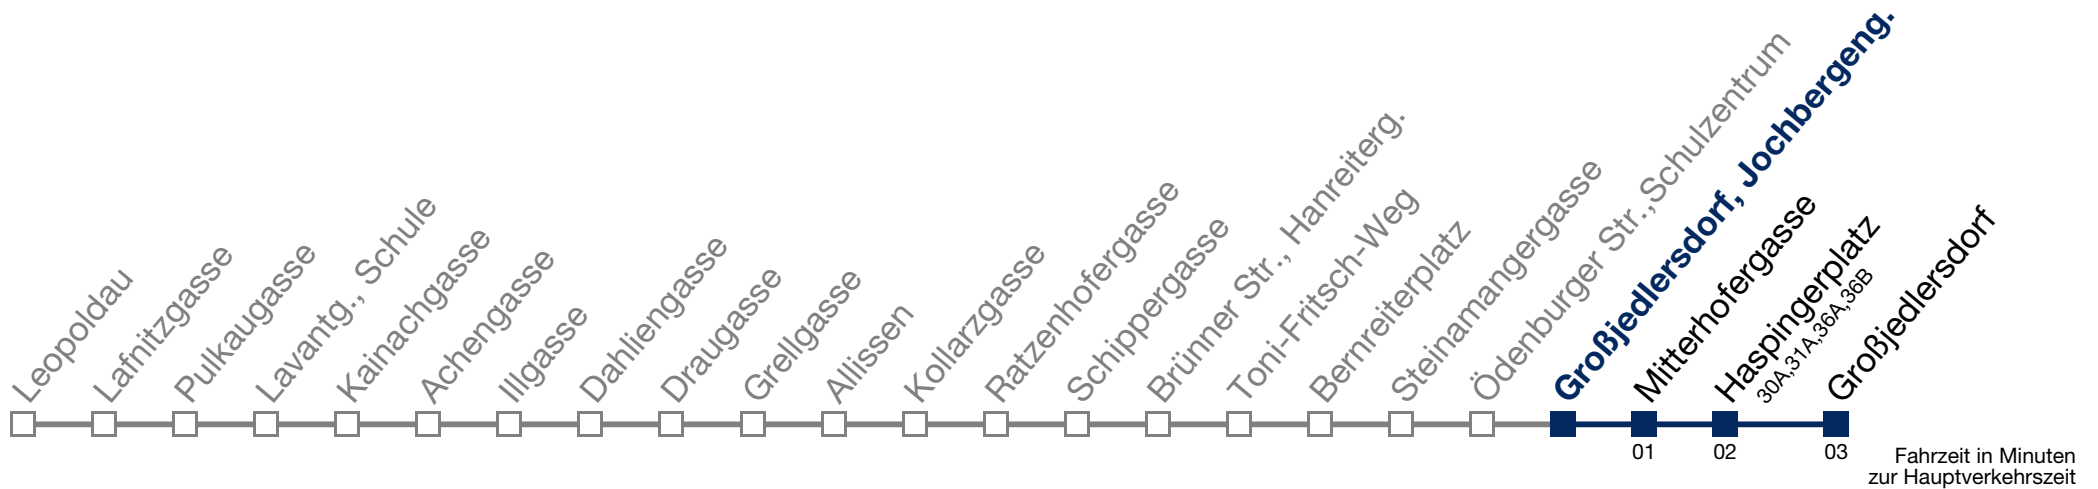 Leopoldau
Lafnitzgasse
Pulkaugasse
Lavantg., Schule
Kainachgasse
Achengasse
Illgasse
Dahliengasse
Draugasse
Grellgasse
Allissen
Kollarzgasse
Ratzenhofergasse
Schippergasse
Brünner Str., Hanreiterg.
Toni-Fritsch-Weg
Bernreiterplatz
Steinamangergasse
Ödenburger Str.,Schulzentrum
Großjedlersdorf, Jochbergeng.
Mitterhofergasse
Haspingerplatz
30A,31A,36A,36B
Großjedlersdorf
01 02 03
Fahrzeit in Minuten
zur Hauptverkehrszeit